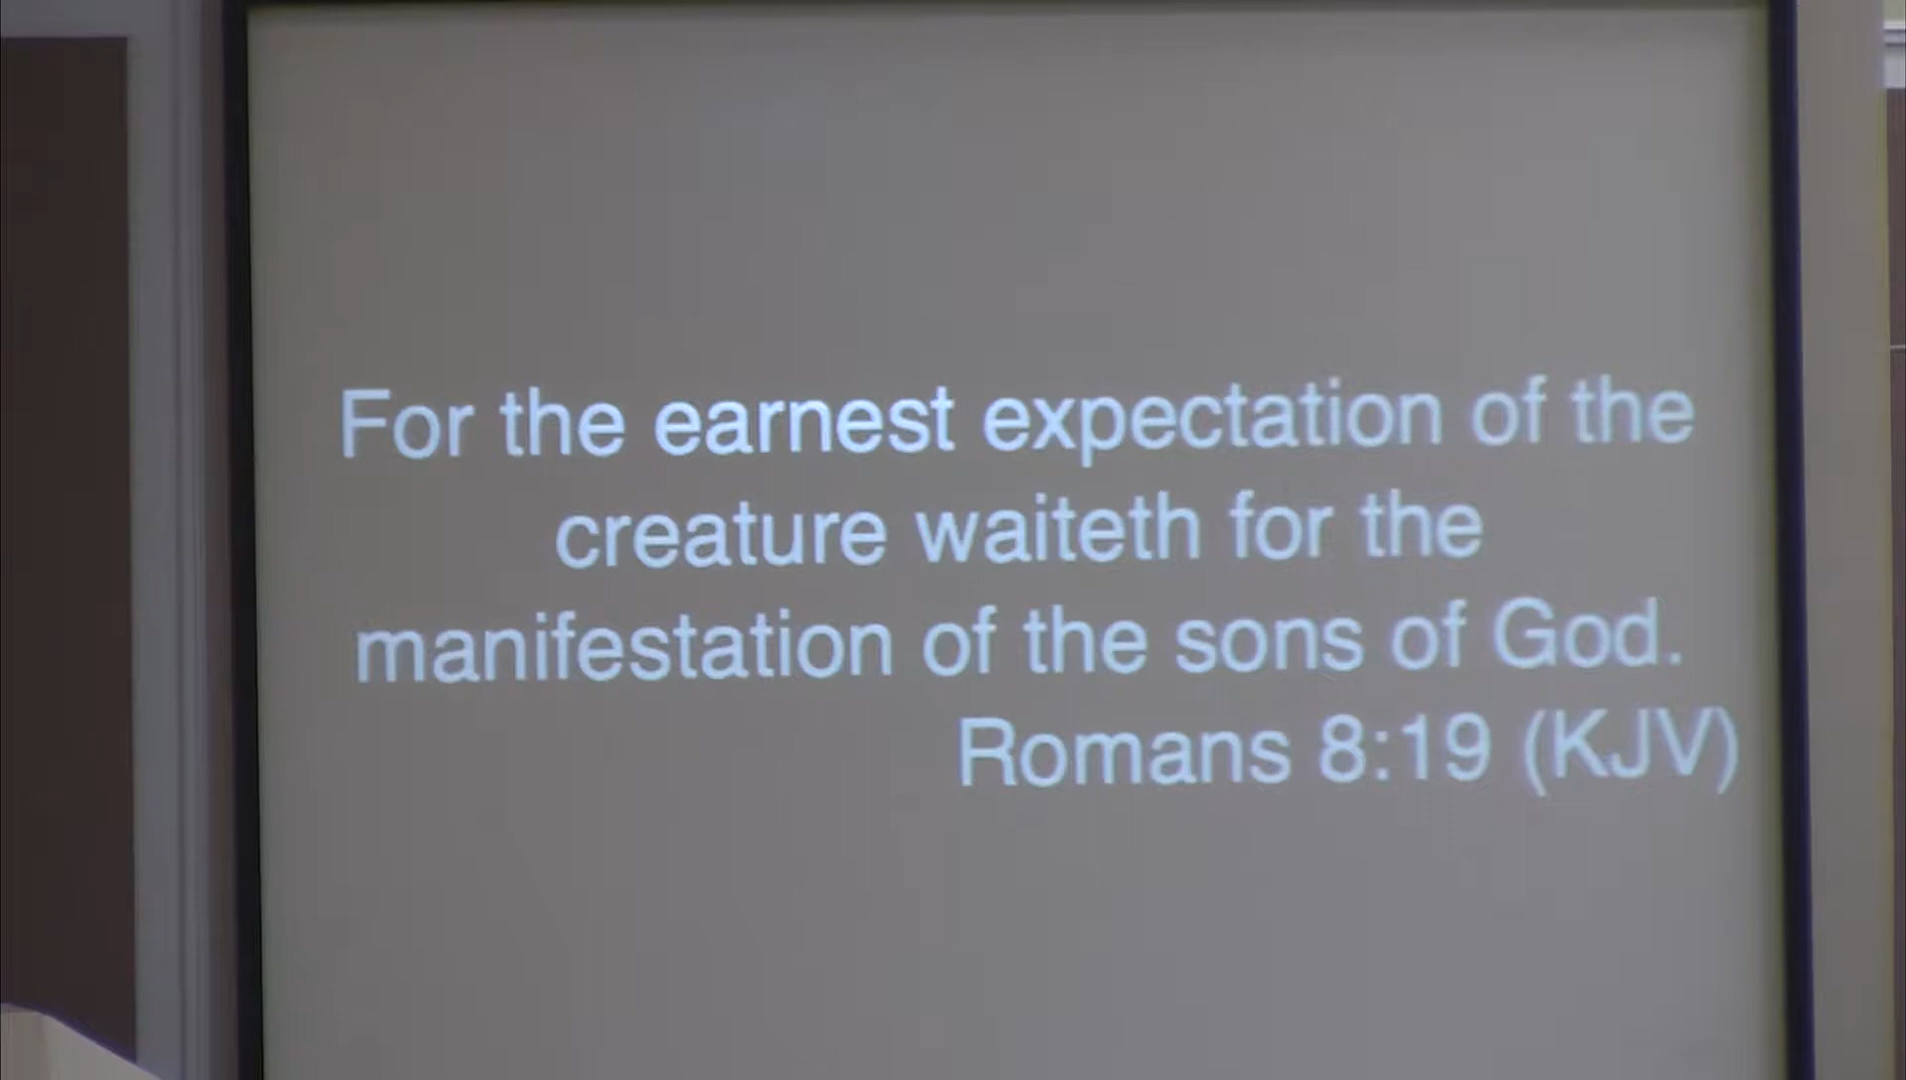 For the earnest expectation of the
creature waiteth for the
manifestation of the sons of God.
Romans 8:19 (KJV)